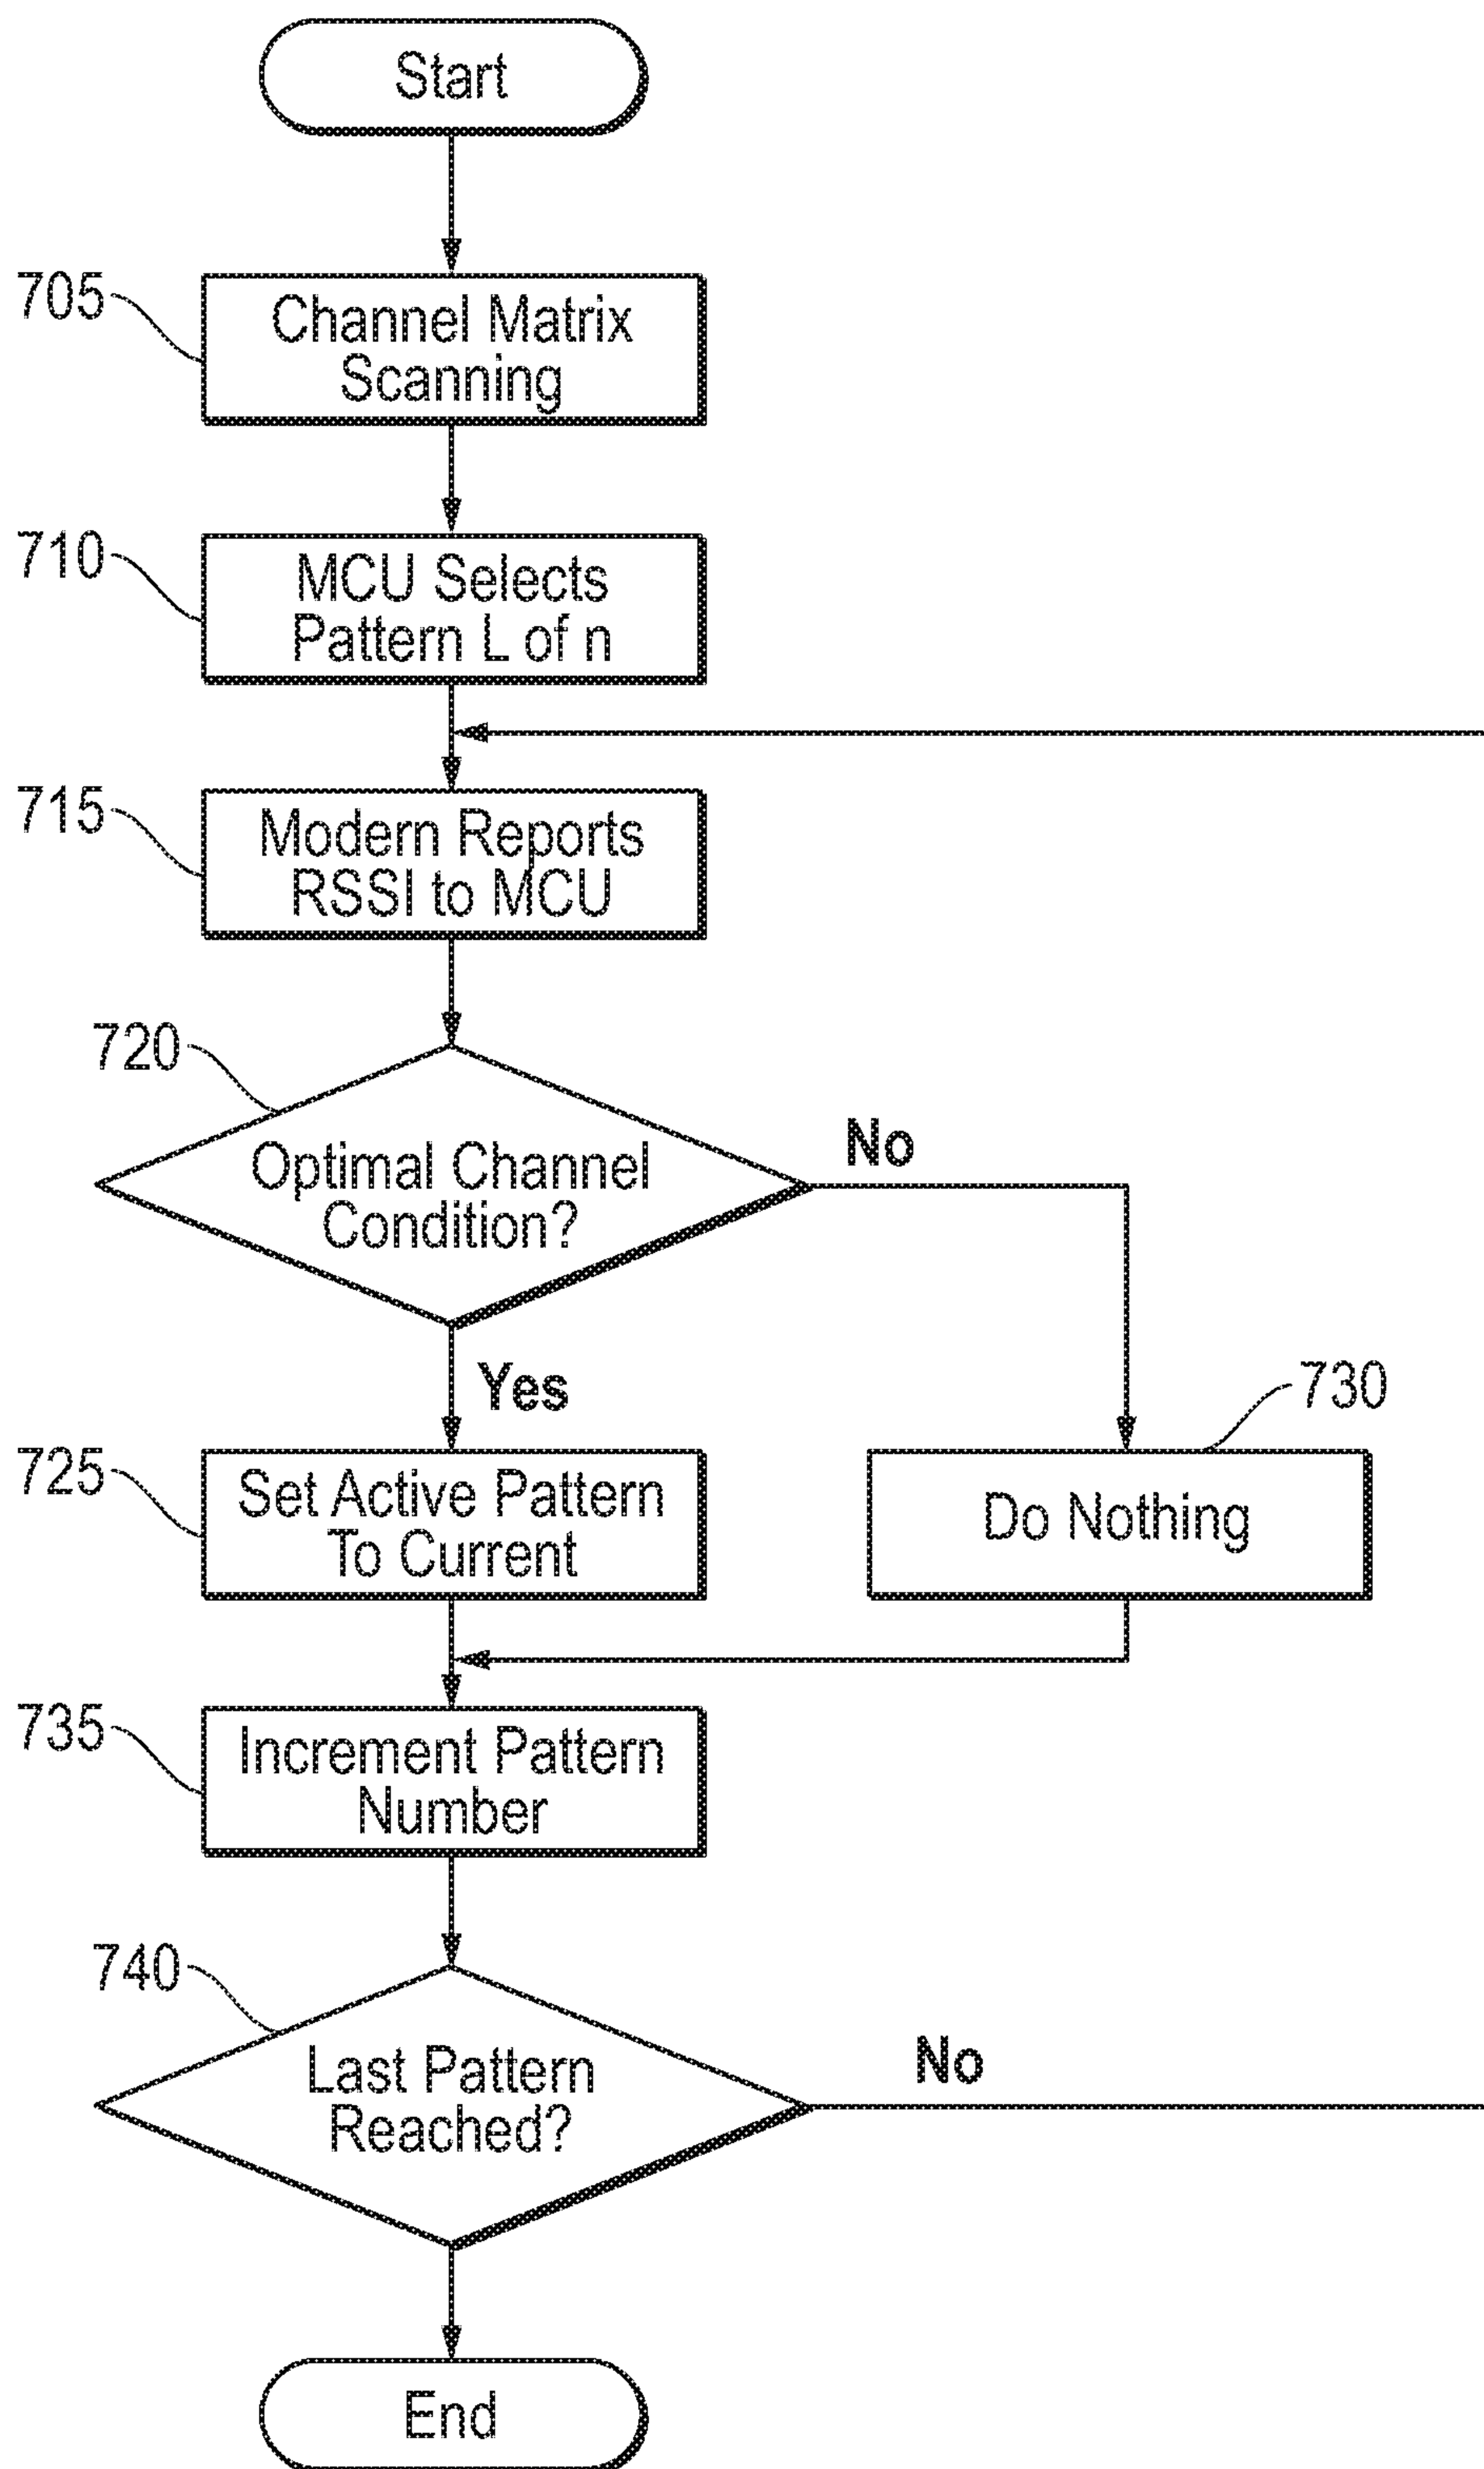 Start
705
Channel Matrix
Scanning
710
MCU Selects
Pattern L of n
715
Modern Reports
RSSI to MCU
720
Optimal Channel
Condition?
No
Yes
725
Set Active Pattern
To Current
730
Do Nothing
735
Increment Pattern
Number
740
Last Pattern
Reached?
No
End